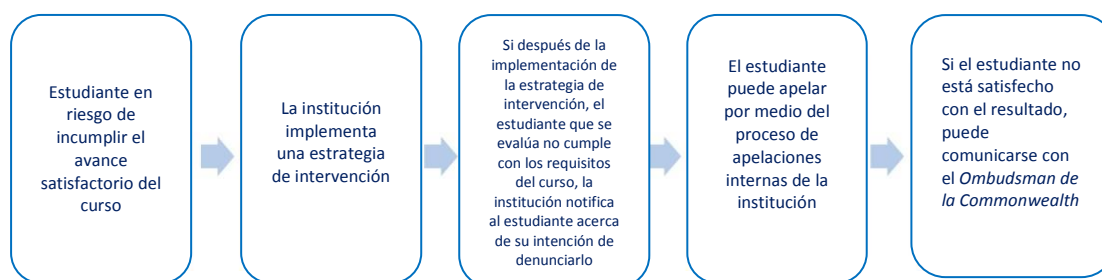 Estudiante en
riesgo de
incumplir el
avance
satisfactorio del
curso
La institución
implementa
una estrategia
de intervención
Si después de la
implementación de
la estrategia de
intervención, el
estudiante que se
evalúa no cumple
con los requisitos
del curso, la
institución notifica
al estudiante acerca
de su intención de
denunciarlo
El estudiante
puede apelar
por medio del
proceso de
apelaciones
internas de la
institución
Si el estudiante no
está satisfecho
con el resultado,
puede
comunicarse con
el Ombudsman de
la Commonwealth